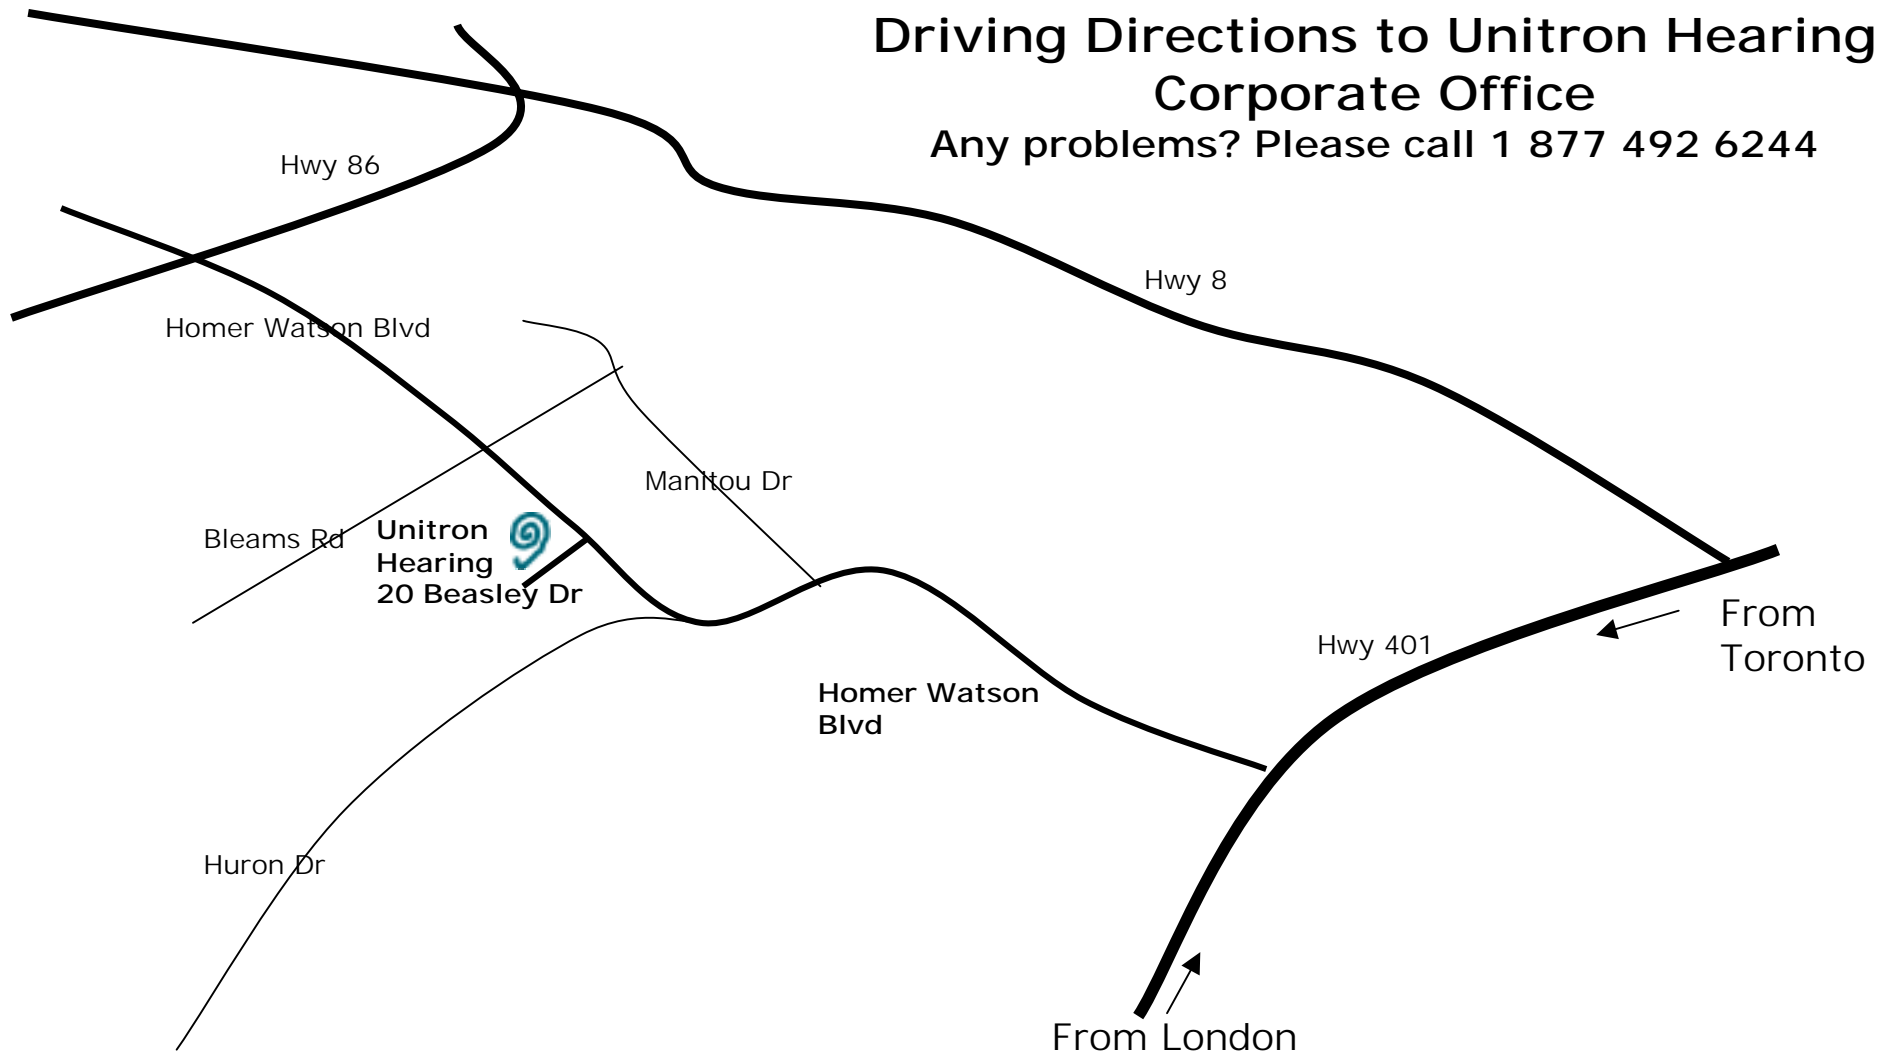 Driving Directions to Unitron Hearing
Corporate Office
Any problems? Please call 1 877 492 6244
Hwy 86
Hwy 8
Homer Watson Blvd
Manitou Dr
Bleams Rd
Unitron
Hearing
20 Beasley Dr
From
Toronto
Hwy 401
Homer Watson
Blvd
Huron Dr
From London